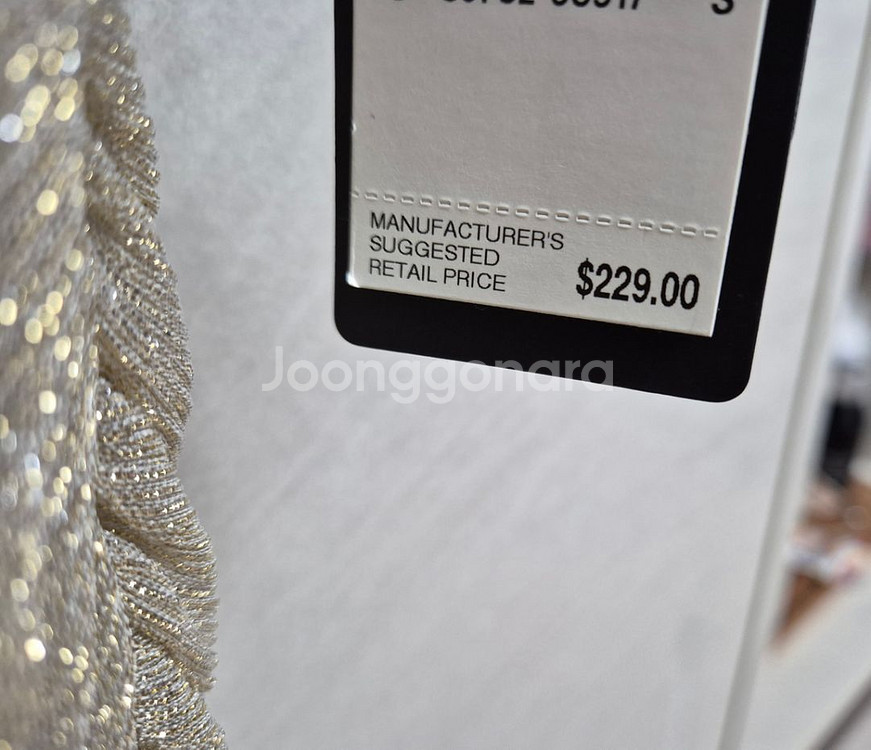 S
MANUFACTURER'S
SUGGESTED
RETAIL PRICE
$229.00
Joonggonara